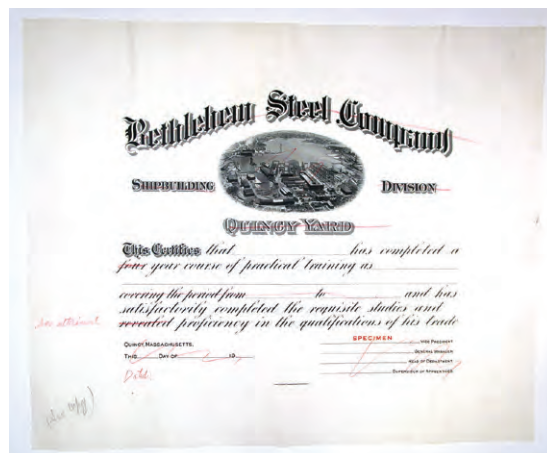 Bethlehem Steel Company
SHIPBUILDING DIVISION
QUINCY YARD
This Certifies that has completed a
four year course of practical training as
covering the period from to and has
satisfactorily completed the requisite studies and
revealed proficiency in the qualifications of his trade
QUINCY, MASSACHUSETTS.
THIS DAY OF 19
SPECIMEN VICE PRESIDENT
GENERAL MANAGER
HEAD OF DEPARTMENT
SUPERVISOR OF APPRENTICES
(See copy)